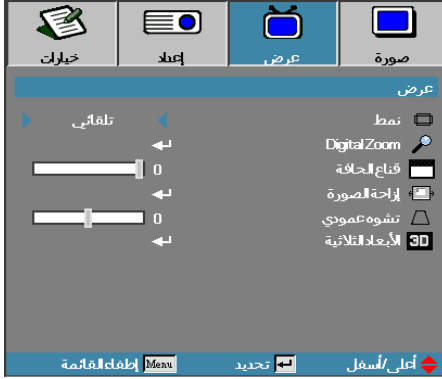 صورة
عرض
إعداد
خيارات
عرض
نمط تلقائي
Digital Zoom
قناع الحافة 0
إزاحة الصورة
تشوه عمودي 0
3D الأبعاد الثلاثية
أعلى/أسفل تحديد Menu إطفاء القائمة